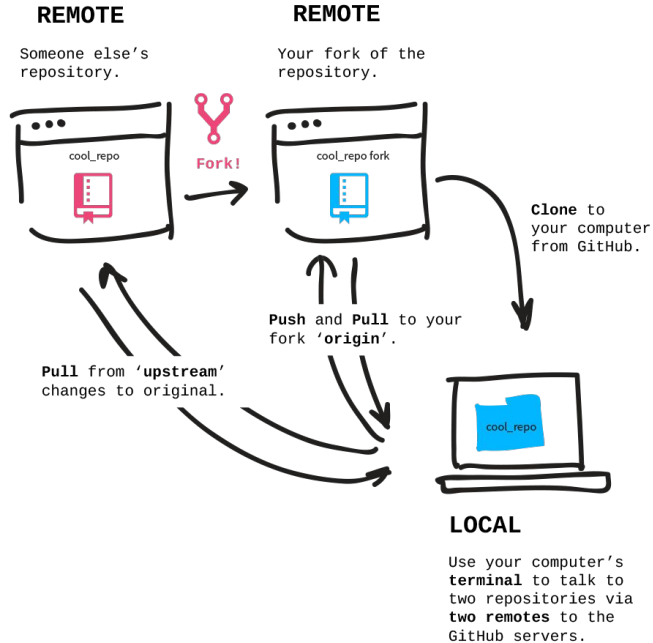 REMOTE
Someone else’s
repository.
REMOTE
Your fork of the
repository.
cool_repo
Fork!
cool_repo fork
Clone to
your computer
from GitHub.
Push and Pull to your
fork ‘origin’.
Pull from ‘upstream’
changes to original.
cool_repo
LOCAL
Use your computer’s
terminal to talk to
two repositories via
two remotes to the
GitHub servers.